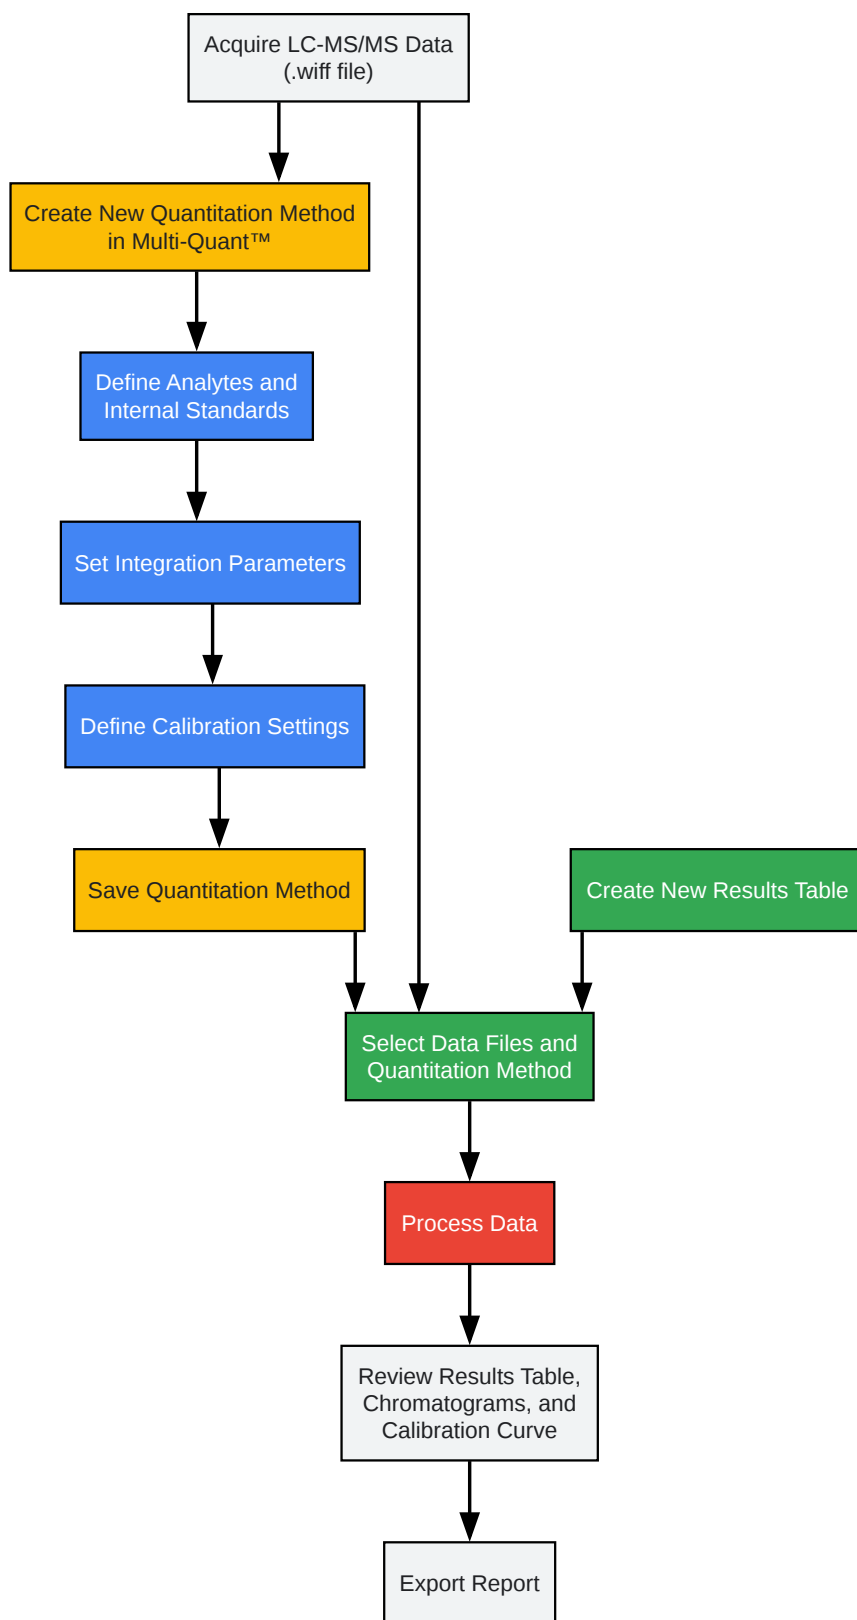 Acquire LC-MS/MS Data
(.wiff file)
Create New Quantitation Method
in Multi-Quant™
Define Analytes and
Internal Standards
Set Integration Parameters
Define Calibration Settings
Save Quantitation Method
Create New Results Table
Select Data Files and
Quantitation Method
Process Data
Review Results Table,
Chromatograms, and
Calibration Curve
Export Report